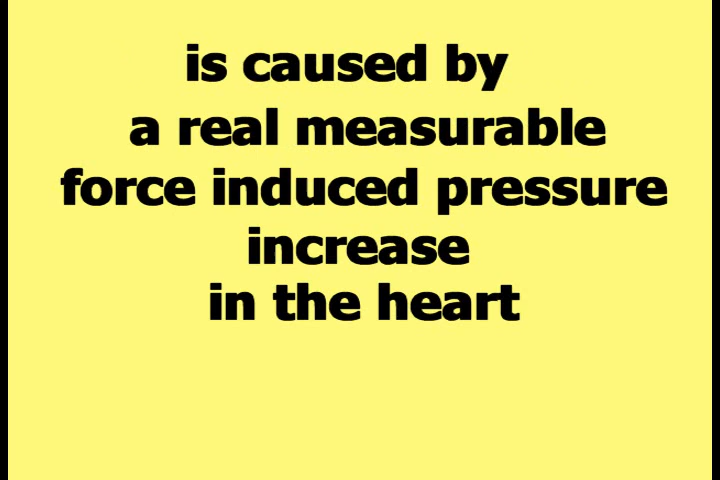 is caused by
a real measurable
force induced pressure
increase
in the heart